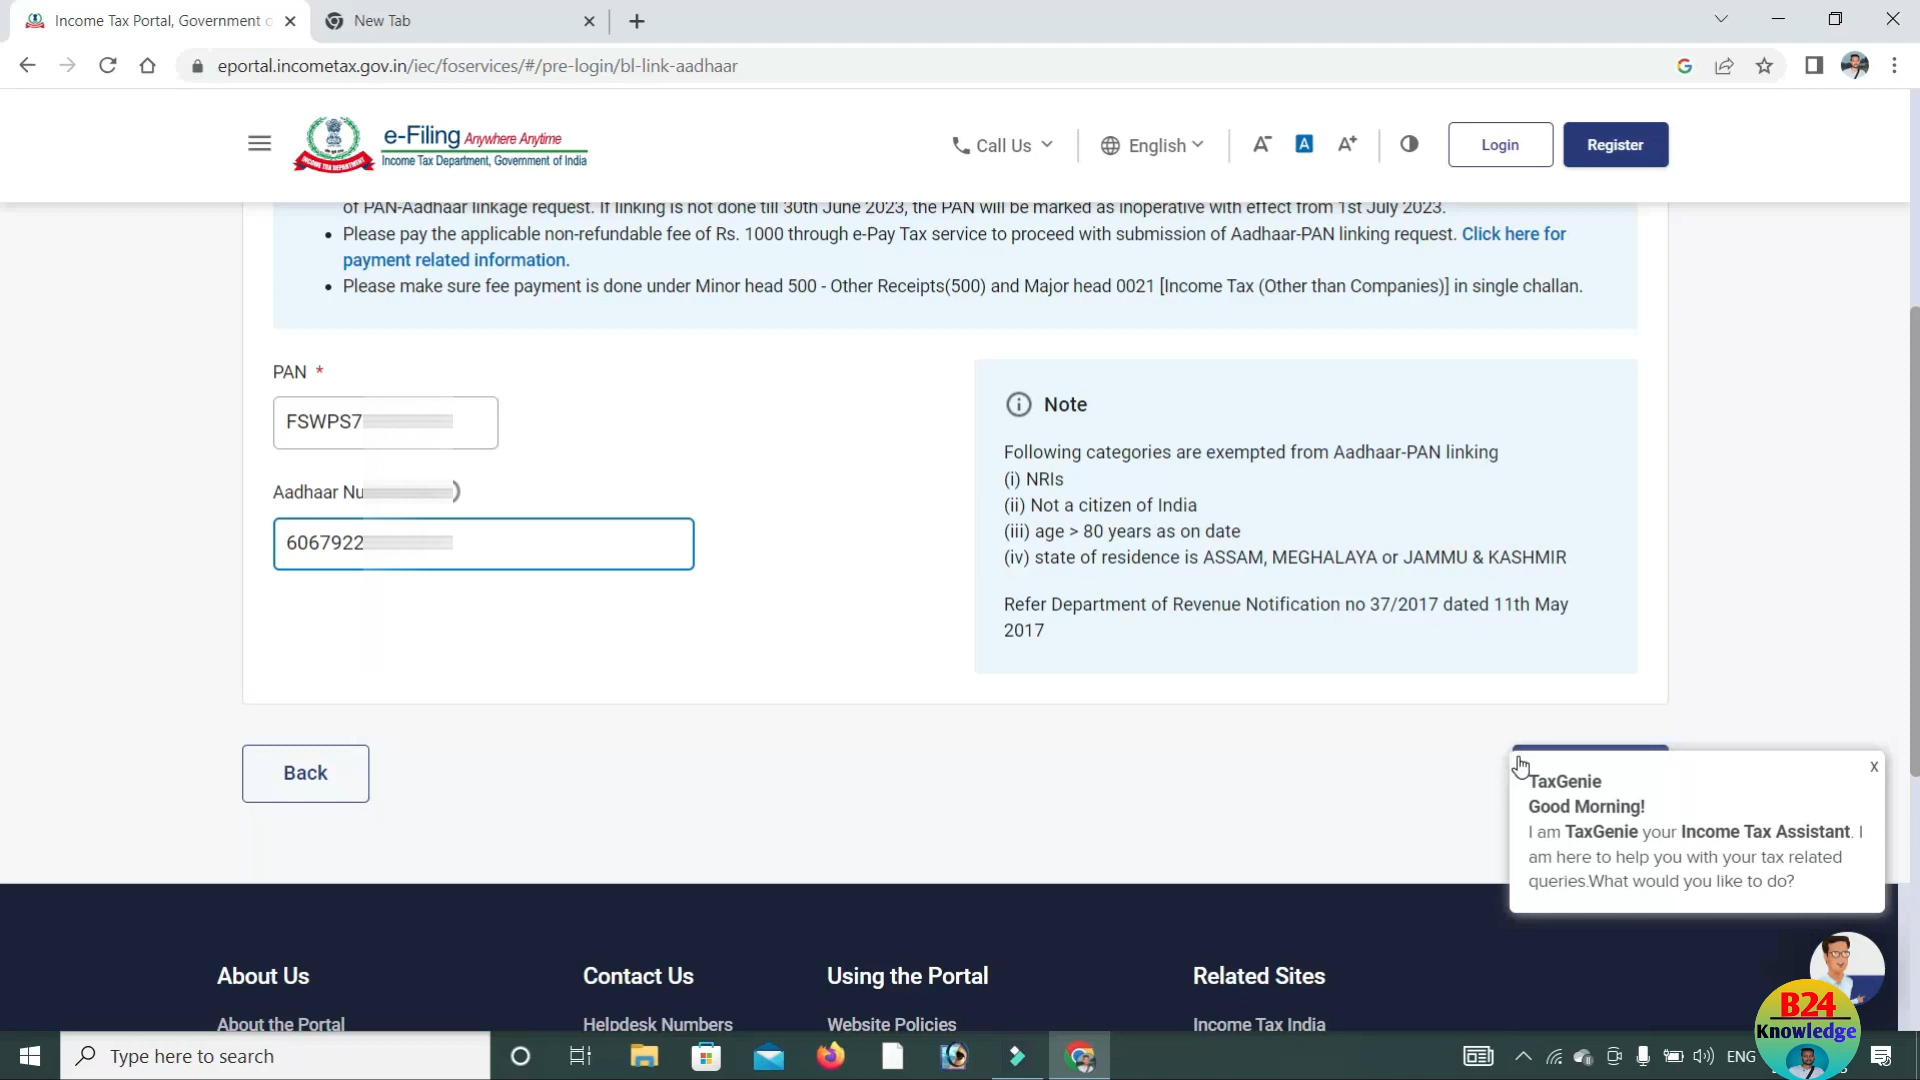 Income Tax Portal, Government o
New Tab
eportal.incometax.gov.in/iec/foservices/#/pre-login/bl-link-aadhaar
e-Filing Anywhere Anytime
Income Tax Department, Government of India
INCOME TAX DEPARTMENT
Call Us
English
A-
A
A+
Login
Register
of PAN-Aadhaar linkage request. If linking is not done till 30th June 2023, the PAN will be marked as inoperative with effect from 1st July 2023.
• Please pay the applicable non-refundable fee of Rs. 1000 through e-Pay Tax service to proceed with submission of Aadhaar-PAN linking request. Click here for
payment related information.
• Please make sure fee payment is done under Minor head 500 - Other Receipts(500) and Major head 0021 [Income Tax (Other than Companies)] in single challan.
PAN *
FSWPS7
Aadhaar Nu
6067922
Note
Following categories are exempted from Aadhaar-PAN linking
(i) NRIs
(ii) Not a citizen of India
(iii) age > 80 years as on date
(iv) state of residence is ASSAM, MEGHALAYA or JAMMU & KASHMIR
Refer Department of Revenue Notification no 37/2017 dated 11th May
2017
Back
x
TaxGenie
Good Morning!
I am TaxGenie your Income Tax Assistant. I
am here to help you with your tax related
queries.What would you like to do?
About Us
Contact Us
Using the Portal
Related Sites
About the Portal
Helpdesk Numbers
Website Policies
Income Tax India
B24
Knowledge
Type here to search
ENG